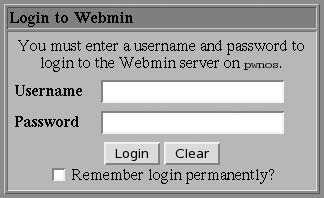 Login to Webmin
You must enter a username and password to
login to the Webmin server on pwnos.
Username
Password
Login Clear
Remember login permanently?